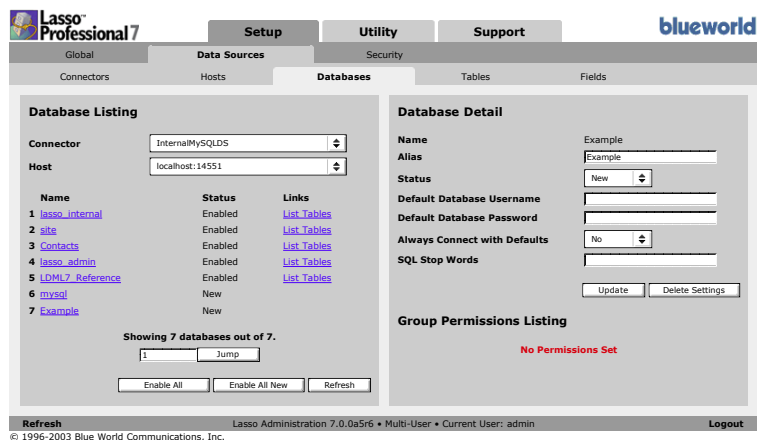 Lasso™
Professional 7
Setup Utility Support
blueworld
Global Data Sources Security
Connectors Hosts Databases Tables Fields
Database Listing
Connector InternalMySQLDS
Host localhost:14551
Name Status Links
1 lasso_internal Enabled List Tables
2 site Enabled List Tables
3 Contacts Enabled List Tables
4 lasso_admin Enabled List Tables
5 LDML7_Reference Enabled List Tables
6 mysql New
7 Example New
Showing 7 databases out of 7.
1 Jump
Enable All Enable All New Refresh
Database Detail
Name Example
Alias Example
Status New
Default Database Username
Default Database Password
Always Connect with Defaults No
SQL Stop Words
Update Delete Settings
Group Permissions Listing
No Permissions Set
Refresh Lasso Administration 7.0.0a5r6 • Multi-User • Current User: admin Logout
© 1996-2003 Blue World Communications, Inc.